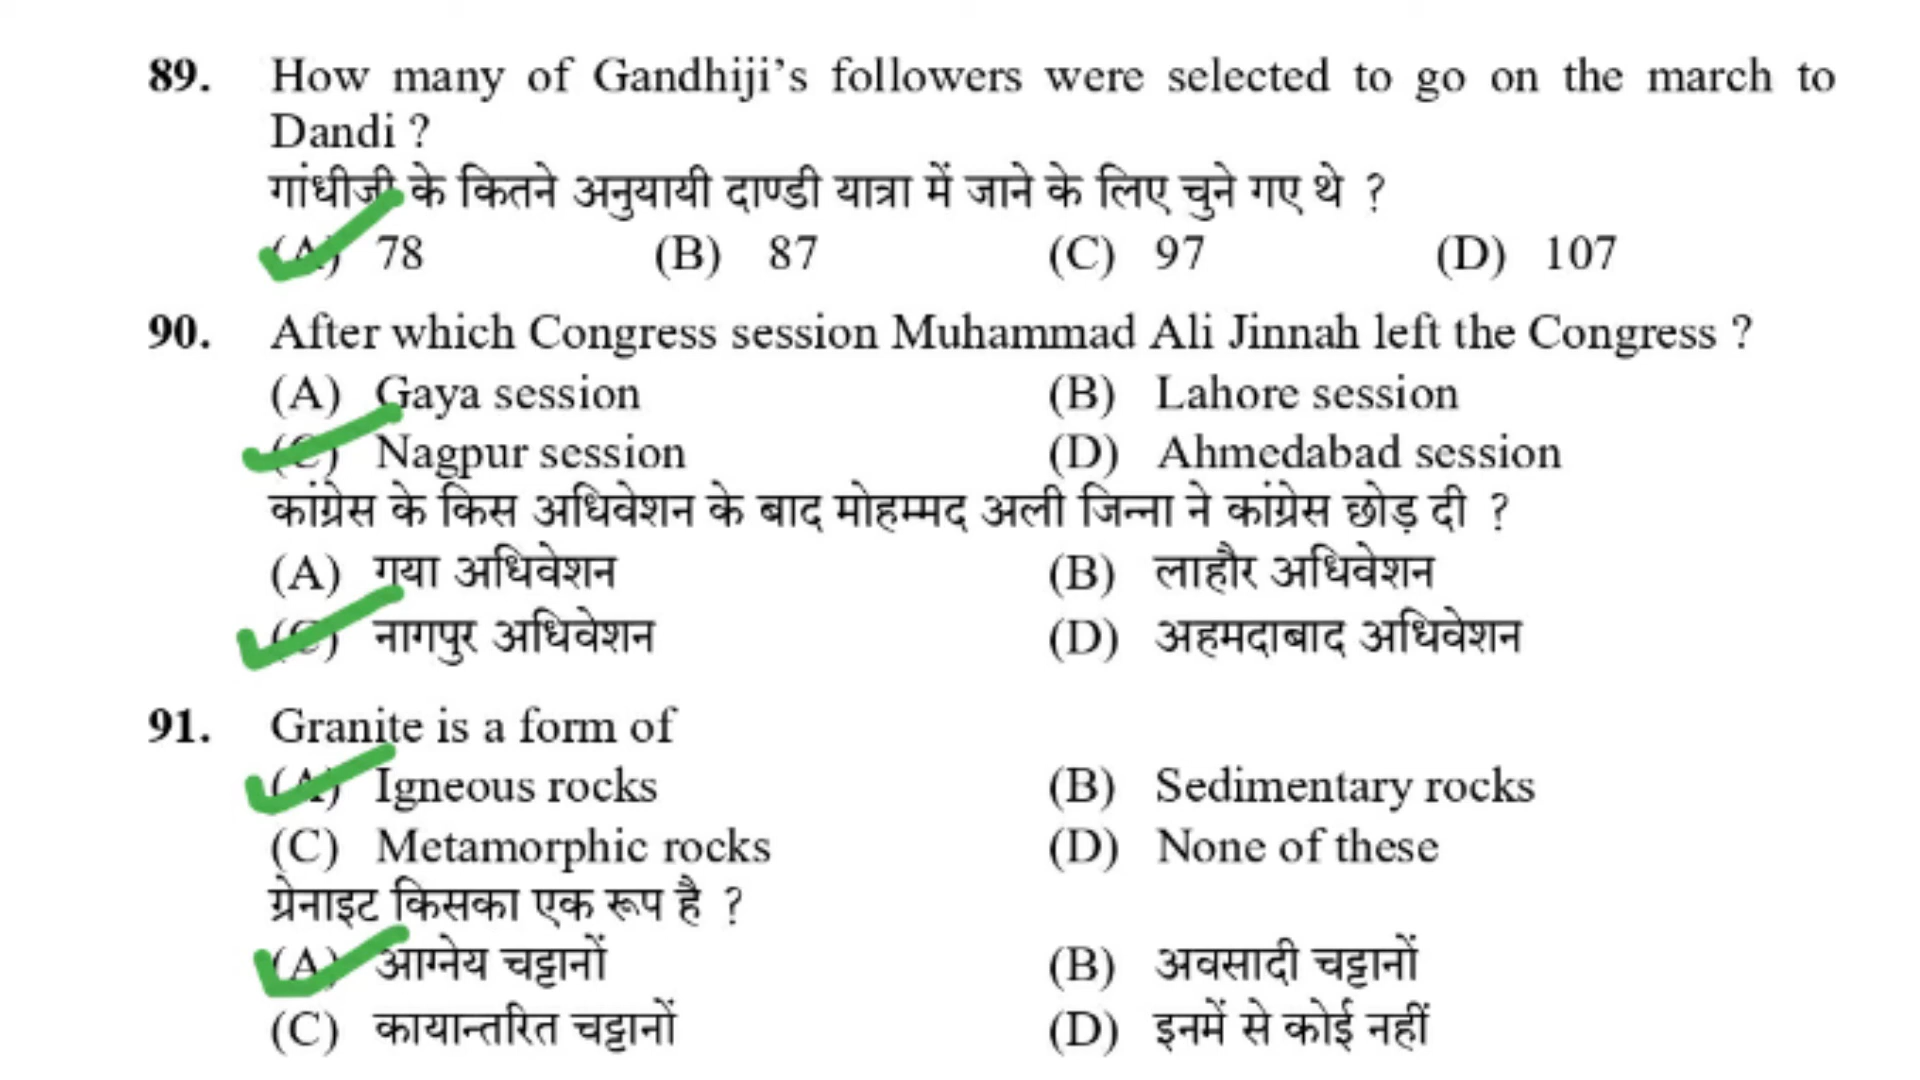 89. How many of Gandhiji’s followers were selected to go on the march to
Dandi ?
गांधीजी के कितने अनुयायी दाण्डी यात्रा में जाने के लिए चुने गए थे ?
(A) 78 (B) 87 (C) 97 (D) 107
90. After which Congress session Muhammad Ali Jinnah left the Congress ?
(A) Gaya session (B) Lahore session
(C) Nagpur session (D) Ahmedabad session
कांग्रेस के किस अधिवेशन के बाद मोहम्मद अली जिन्ना ने कांग्रेस छोड़ दी ?
(A) गया अधिवेशन (B) लाहौर अधिवेशन
(C) नागपुर अधिवेशन (D) अहमदाबाद अधिवेशन
91. Granite is a form of
(A) Igneous rocks (B) Sedimentary rocks
(C) Metamorphic rocks (D) None of these
ग्रेनाइट किसका एक रूप है ?
(A) आग्नेय चट्टानों (B) अवसादी चट्टानों
(C) कायान्तरित चट्टानों (D) इनमें से कोई नहीं